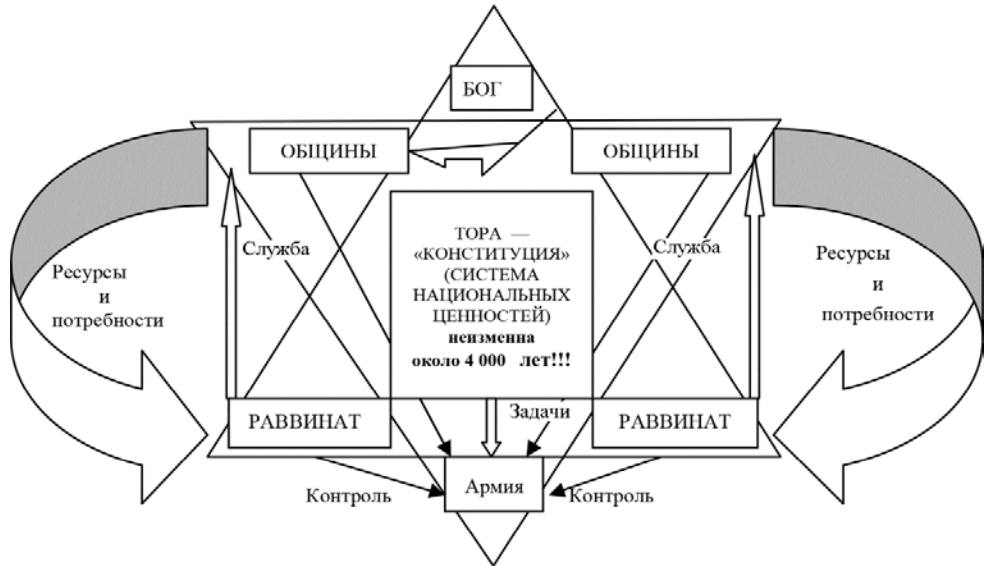 БОГ
ОБЩИНЫ
ОБЩИНЫ
ТОРА —
«КОНСТИТУЦИЯ»
(СИСТЕМА
НАЦИОНАЛЬНЫХ
ЦЕННОСТЕЙ)
неизменна
около 4 000 лет!!!
Служба
Служба
Ресурсы
и
потребности
Ресурсы
и
потребности
РАВВИНАТ
Задачи
РАВВИНАТ
Контроль
Армия
Контроль